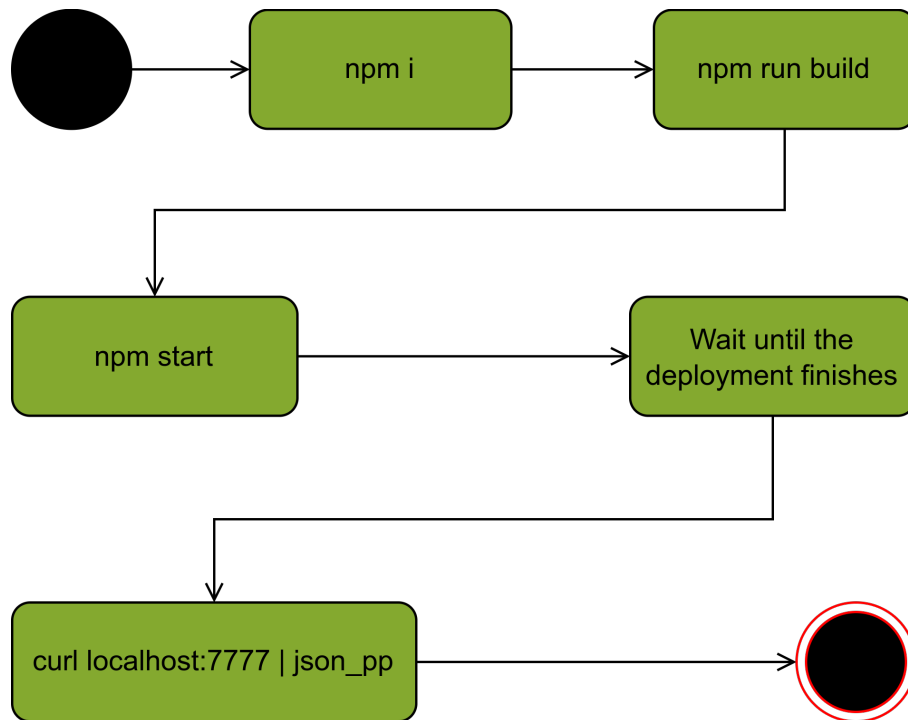 npm i
npm run build
npm start
Wait until the
deployment finishes
curl localhost:7777 | json_pp